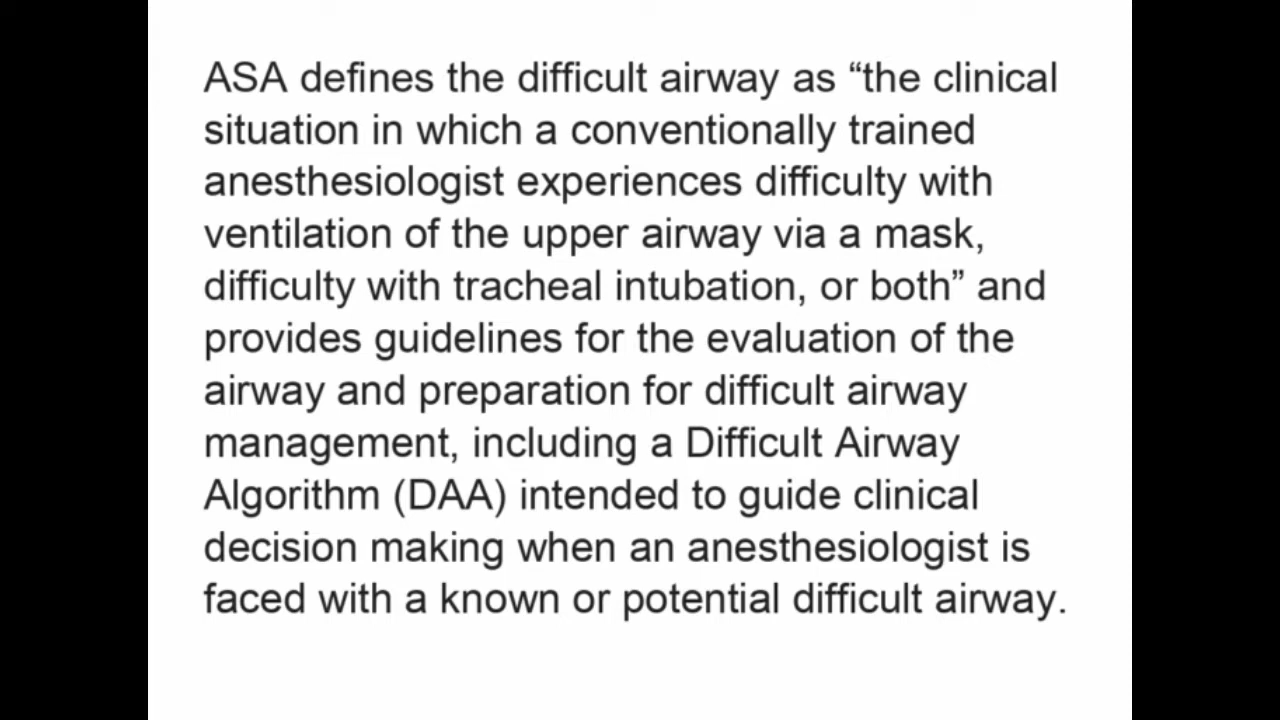 ASA defines the difficult airway as “the clinical
situation in which a conventionally trained
anesthesiologist experiences difficulty with
ventilation of the upper airway via a mask,
difficulty with tracheal intubation, or both” and
provides guidelines for the evaluation of the
airway and preparation for difficult airway
management, including a Difficult Airway
Algorithm (DAA) intended to guide clinical
decision making when an anesthesiologist is
faced with a known or potential difficult airway.